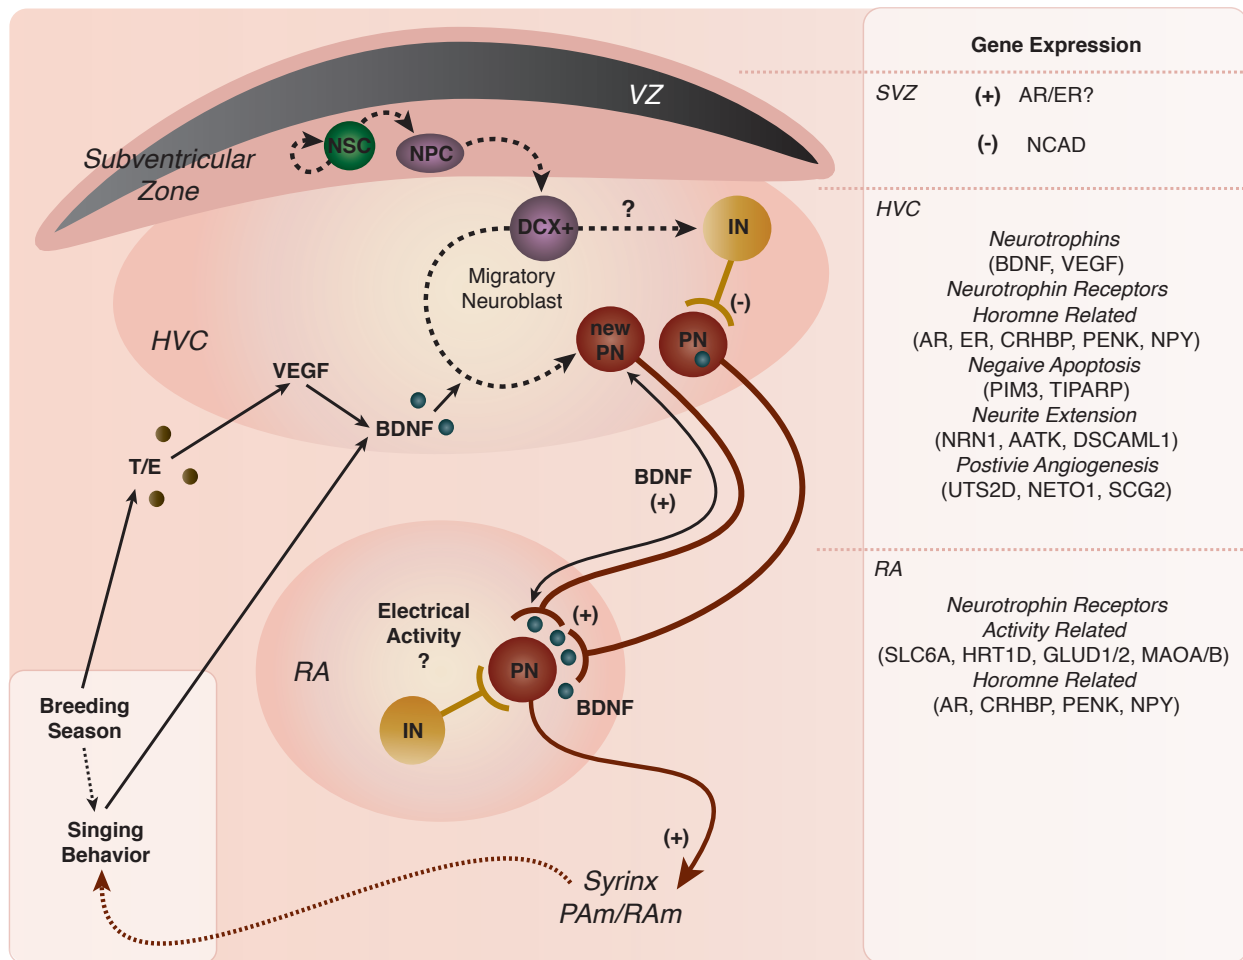 VZ
NSC
NPC
Subventricular
Zone
DCX+
?
IN
Migratory
Neuroblast
(-)
HVC
new
PN
PN
VEGF
BDNF
T/E
BDNF
(+)
Electrical
Activity
?
(+)
RA
PN
BDNF
IN
Breeding
Season
Singing
Behavior
(+)
Syrinx
PAm/RAm
Gene Expression
SVZ
(+) AR/ER?
(-) NCAD
HVC
Neurotrophins
(BDNF, VEGF)
Neurotrophin Receptors
Horomne Related
(AR, ER, CRHBP, PENK, NPY)
Negaive Apoptosis
(PIM3, TIPARP)
Neurite Extension
(NRN1, AATK, DSCAML1)
Postivie Angiogenesis
(UTS2D, NETO1, SCG2)
RA
Neurotrophin Receptors
Activity Related
(SLC6A, HRT1D, GLUD1/2, MAOA/B)
Horomne Related
(AR, CRHBP, PENK, NPY)